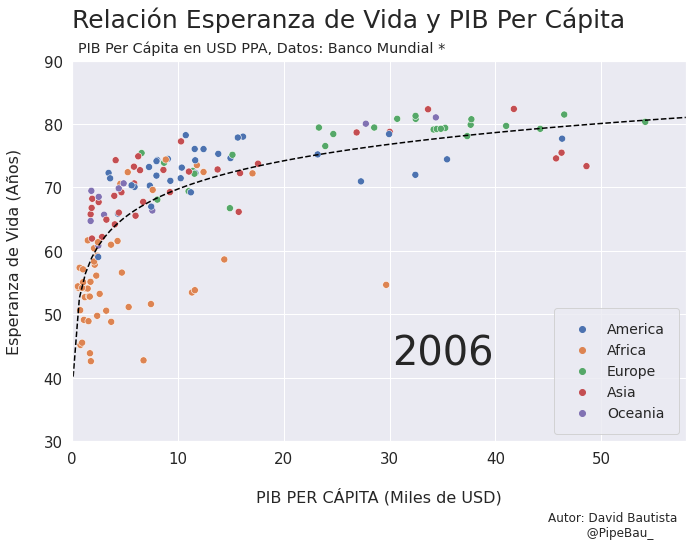 Relación Esperanza de Vida y PIB Per Cápita
PIB Per Cápita en USD PPA, Datos: Banco Mundial *
90
80
70
60
50
40
30
Esperanza de Vida (Años)
2006
America
Africa
Europe
Asia
Oceania
0 10 20 30 40 50
PIB PER CÁPITA (Miles de USD)
Autor: David Bautista
@PipeBau_